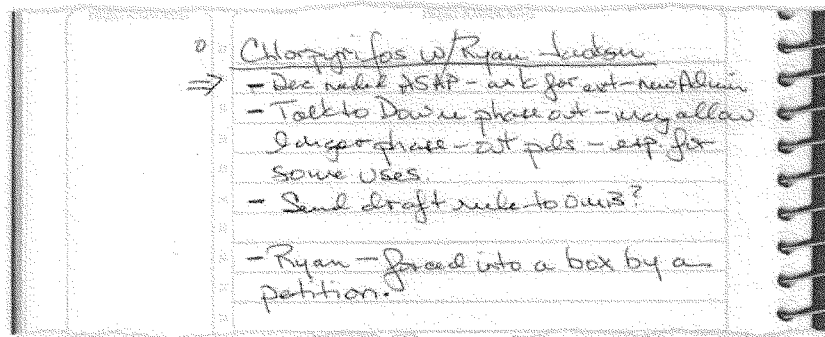 Chlorpyrifos w/Ryan Jackson
⇒ - Dec needed ASAP - ask for ext - new Admin
- Talk to Dow re phase out - may allow
longer phase-out pds - esp for
some uses.
- Send draft rule to OMB?
- Ryan - forced into a box by a
petition.